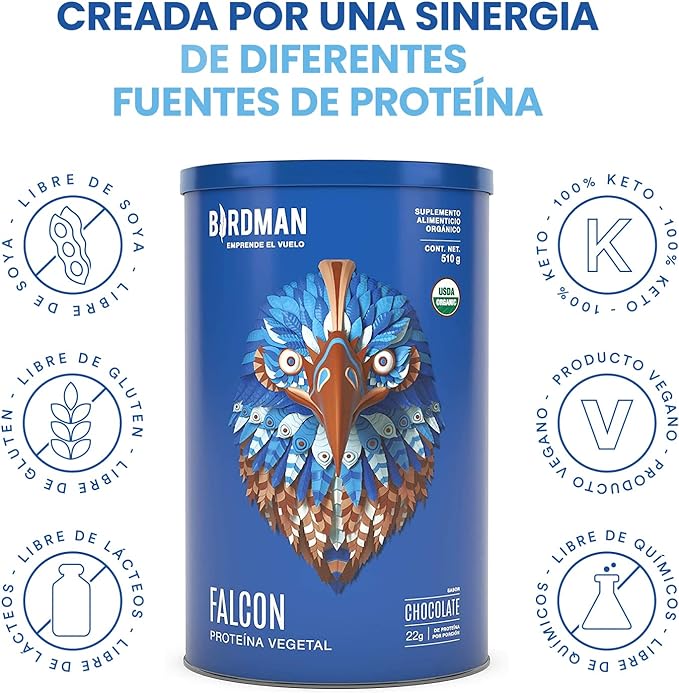 CREADA POR UNA SINERGIA
DE DIFERENTES
FUENTES DE PROTEÍNA
LIBRE DE SOYA - LIBRE DE SOYA -
100% KETO - 100% KETO - 100% KETO -
BIRDMAN
EMPRENDE EL VUELO
SUPLEMENTO
ALIMENTICIO
ORGÁNICO
CONT. NET.
510 g
USDA
ORGANIC
K
LIBRE DE GLUTEN - LIBRE DE GLUTEN -
PRODUCTO VEGANO - PRODUCTO VEGANO -
V
LIBRE DE LÁCTEOS - LIBRE DE LÁCTEOS -
LIBRE DE QUÍMICOS - LIBRE DE QUÍMICOS -
FALCON
PROTEÍNA VEGETAL
SABOR
CHOCOLATE
22g
DE PROTEÍNA
POR PORCIÓN